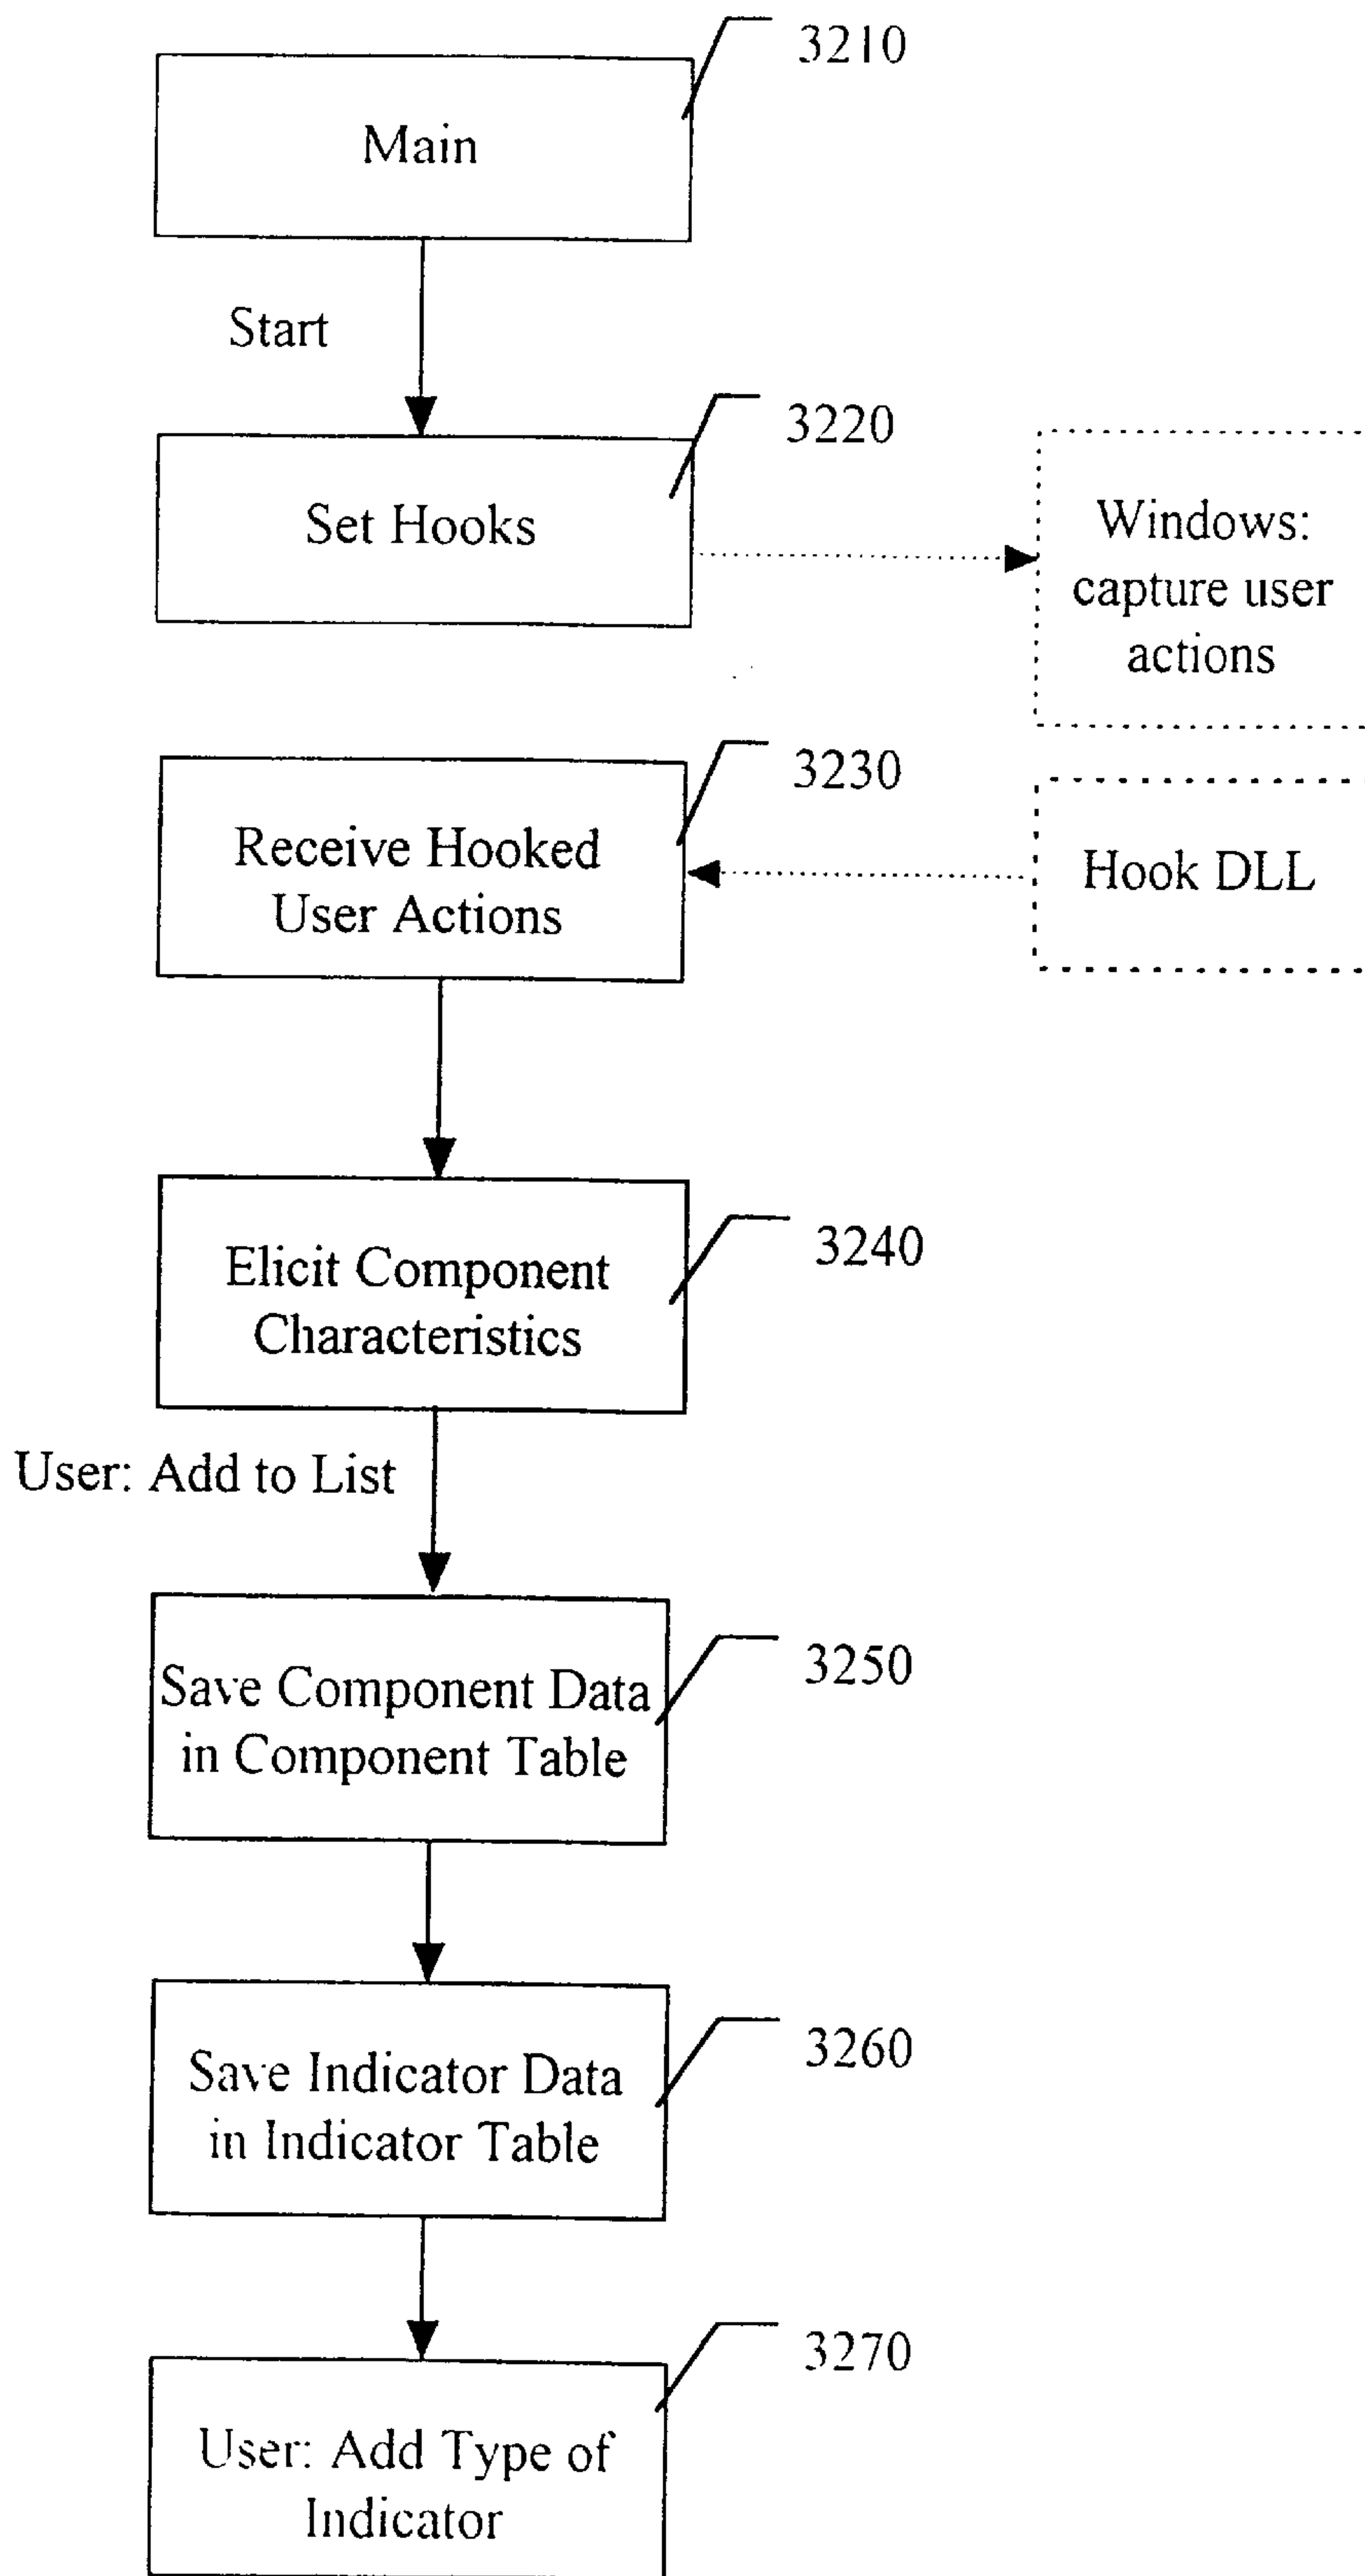 3210
Main
Start
3220
Set Hooks
Windows:
capture user
actions
3230
Receive Hooked
User Actions
Hook DLL
3240
Elicit Component
Characteristics
User: Add to List
3250
Save Component Data
in Component Table
3260
Save Indicator Data
in Indicator Table
3270
User: Add Type of
Indicator